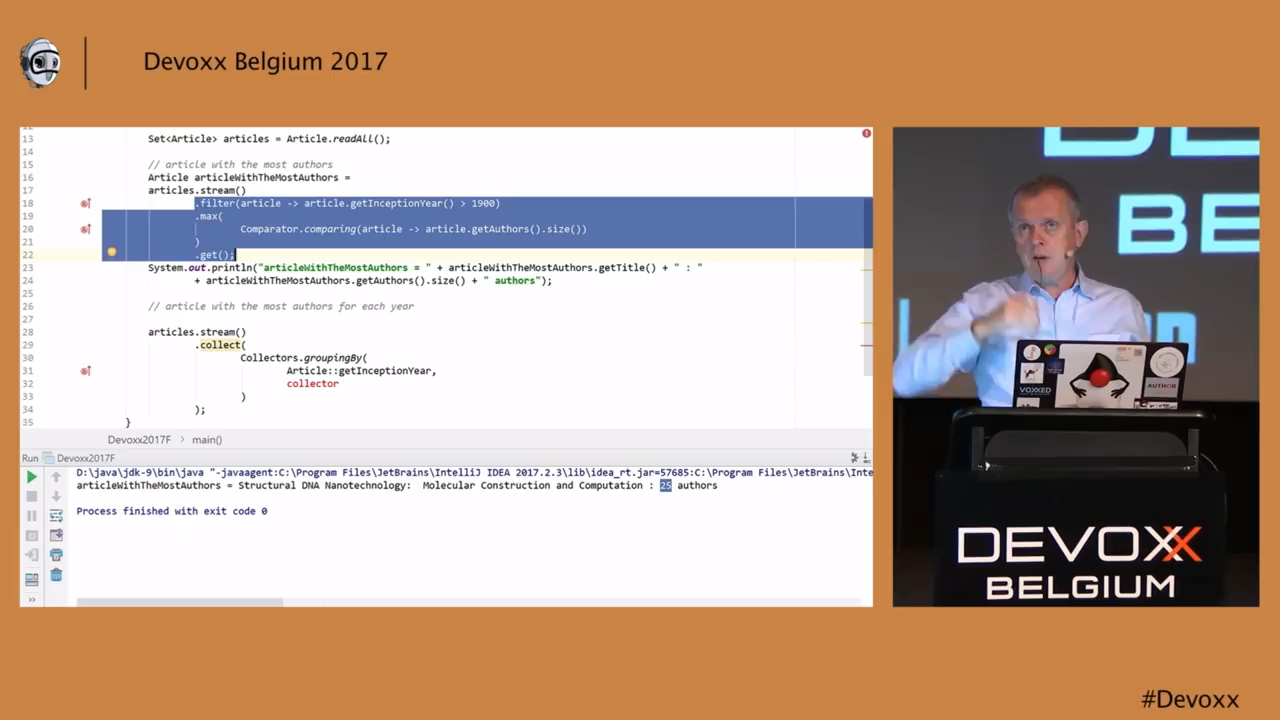 Devoxx Belgium 2017
13 Set<Article> articles = Article.readAll();
14
15 // article with the most authors
16 Article articleWithTheMostAuthors =
17 articles.stream()
18 .filter(article -> article.getInceptionYear() > 1900)
19 .max(
20 Comparator.comparing(article -> article.getAuthors().size())
21 )
22 .get();
23 System.out.println("articleWithTheMostAuthors = " + articleWithTheMostAuthors.getTitle() + " : "
24 + articleWithTheMostAuthors.getAuthors().size() + " authors");
25
26 // article with the most authors for each year
27
28 articles.stream()
29 .collect(
30 Collectors.groupingBy(
31 Article::getInceptionYear,
32 collector
33 )
34 );
35 }
Devoxx2017F > main()
Run Devoxx2017F
D:\java\jdk-9\bin\java "-javaagent:C:\Program Files\JetBrains\IntelliJ IDEA 2017.2.3\lib\idea_rt.jar=57685:C:\Program Files\JetBrains\Inte
articleWithTheMostAuthors = Structural DNA Nanotechnology:  Molecular Construction and Computation : 25 authors
Process finished with exit code 0
BE
VOXXED
AUTHOR
DEVOXX
BELGIUM
#Devoxx